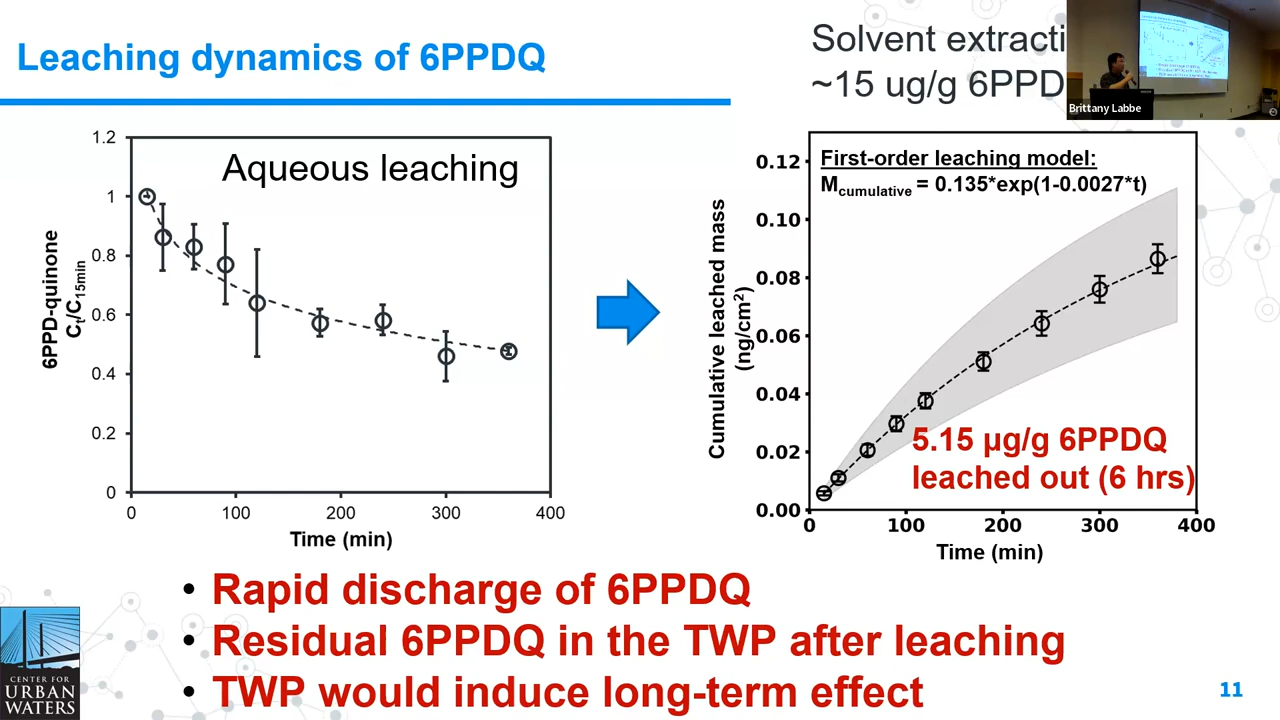 Leaching dynamics of 6PPDQ
Solvent extracti
~15 ug/g 6PPD
Brittany Labbe
1.2
1
0.8
0.6
0.4
0.2
0
Aqueous leaching
6PPD-quinone
Ct/C15min
0 100 200 300 400
Time (min)
0.12
0.10
0.08
0.06
0.04
0.02
0.00
First-order leaching model:
Mcumulative = 0.135*exp(1-0.0027*t)
Cumulative leached mass
(ng/cm²)
5.15 µg/g 6PPDQ
leached out (6 hrs)
0 100 200 300 400
Time (min)
• Rapid discharge of 6PPDQ
• Residual 6PPDQ in the TWP after leaching
• TWP would induce long-term effect
CENTER FOR
URBAN
WATERS
11